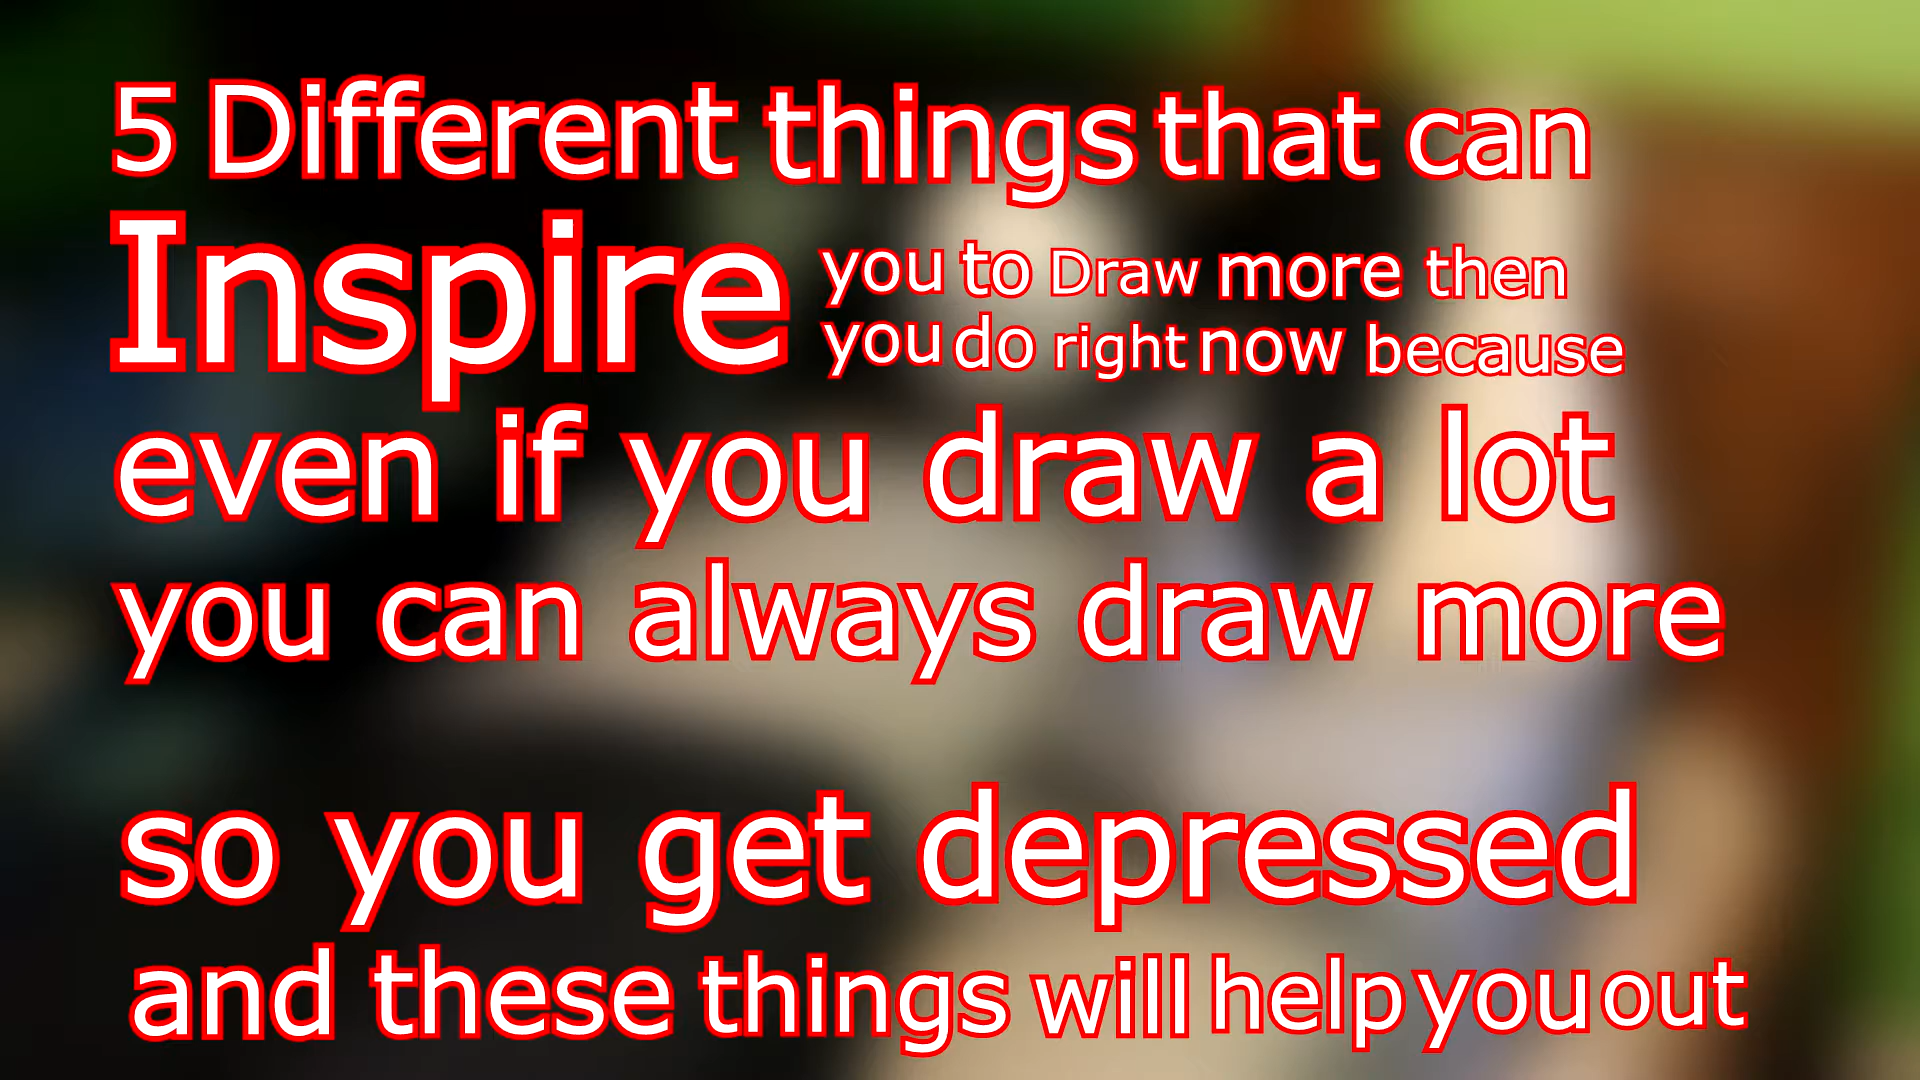 5 Different things that can
Inspire you to Draw more then
you do right now because
even if you draw a lot
you can always draw more
so you get depressed
and these things will help you out